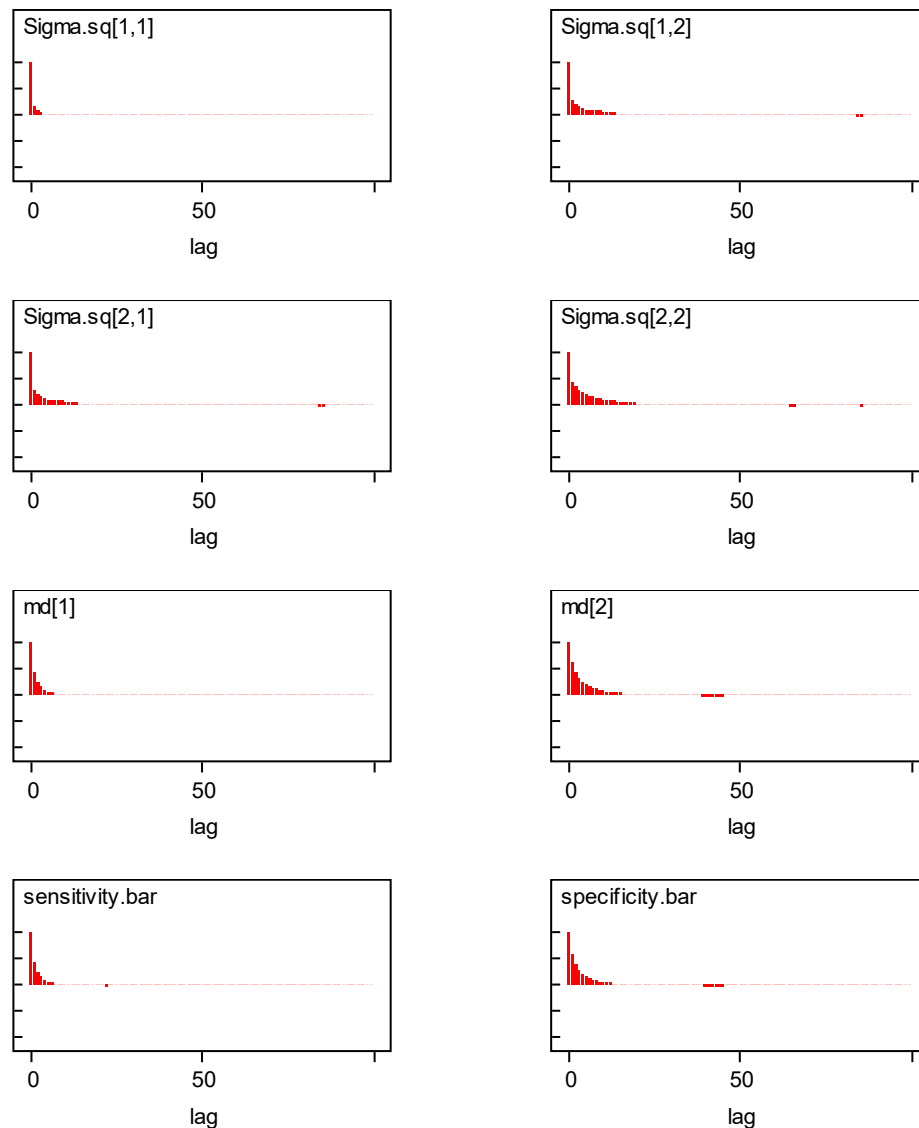 Sigma.sq[1,1]
0 50
lag
Sigma.sq[1,2]
0 50
lag
Sigma.sq[2,1]
0 50
lag
Sigma.sq[2,2]
0 50
lag
md[1]
0 50
lag
md[2]
0 50
lag
sensitivity.bar
0 50
lag
specificity.bar
0 50
lag